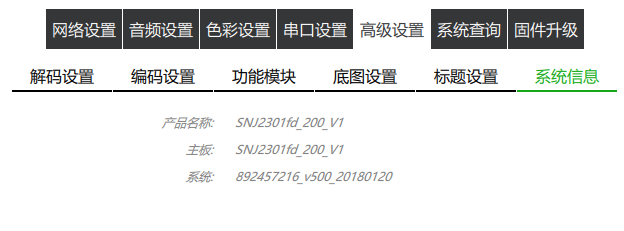 网络设置 音频设置 色彩设置 串口设置 高级设置 系统查询 固件升级
解码设置 编码设置 功能模块 底图设置 标题设置 系统信息
产品名称: SNJ2301fd_200_V1
主板: SNJ2301fd_200_V1
系统: 892457216_v500_20180120